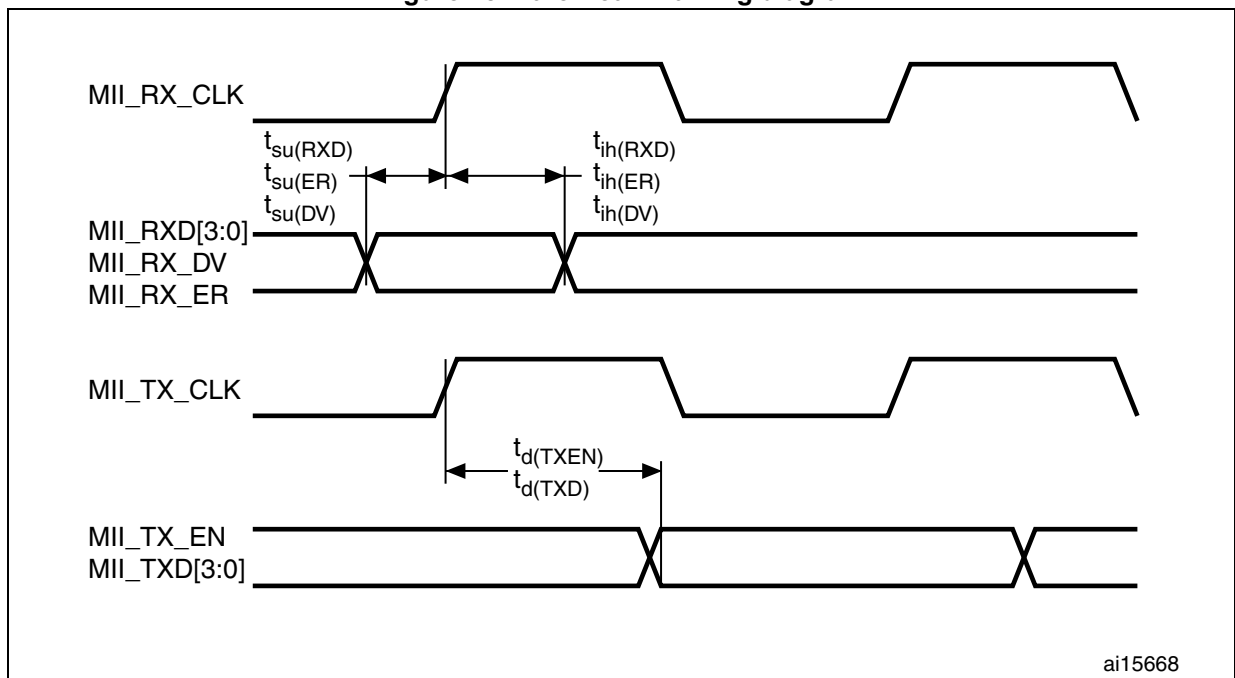 MII_RX_CLK
tsu(RXD)
tsu(ER)
tsu(DV)
tih(RXD)
tih(ER)
tih(DV)
MII_RXD[3:0]
MII_RX_DV
MII_RX_ER
MII_TX_CLK
td(TXEN)
td(TXD)
MII_TX_EN
MII_TXD[3:0]
ai15668